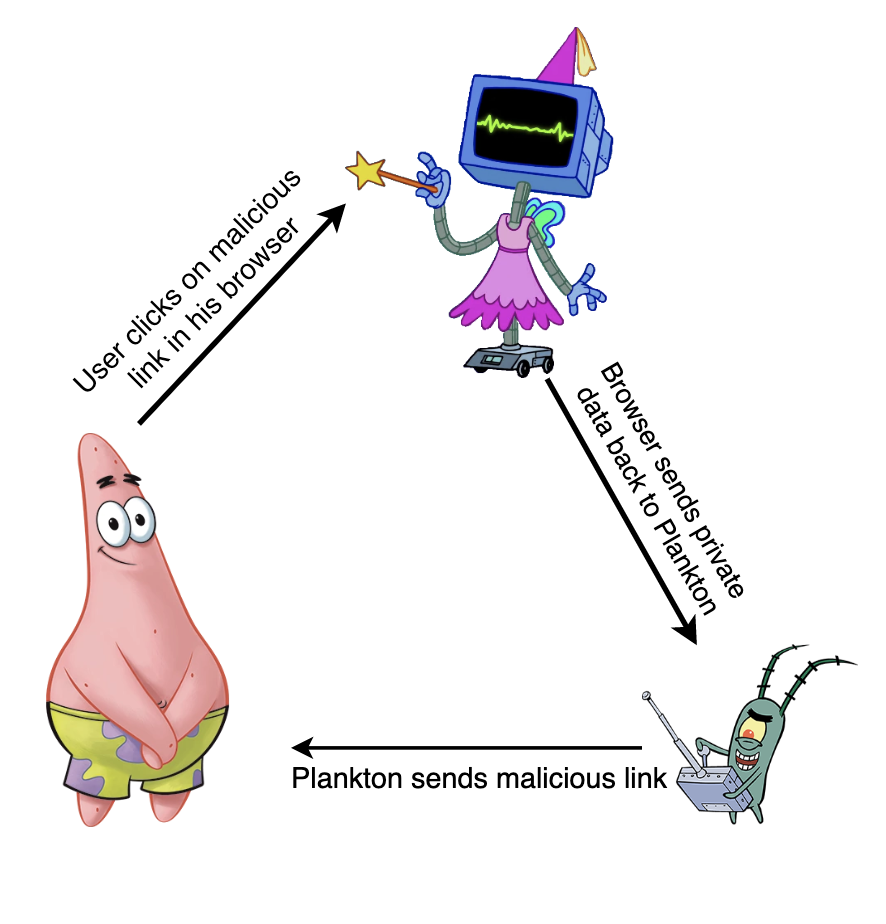 User clicks on malicious
link in his browser
Browser sends private
data back to Plankton
Plankton sends malicious link